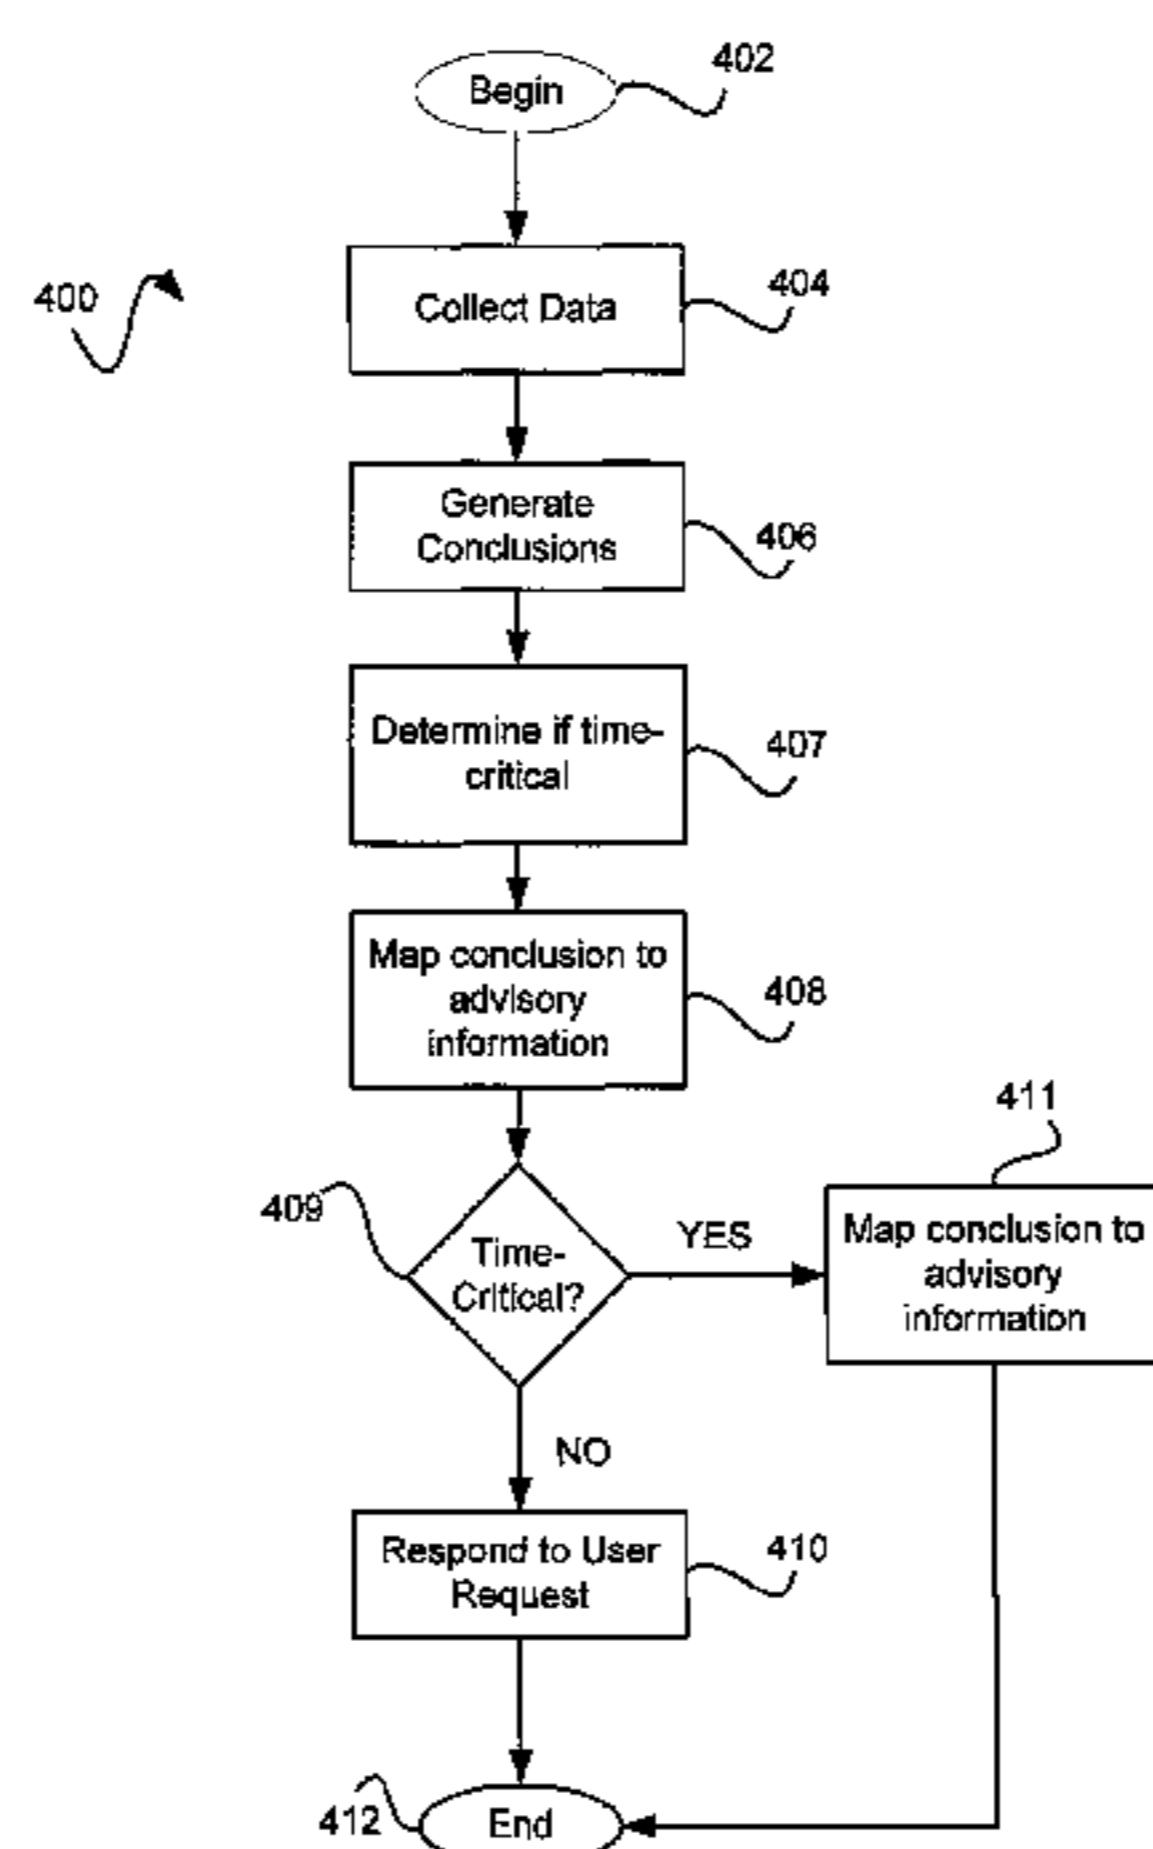 Begin
402
400
Collect Data
404
Generate
Conclusions
406
Determine if time-
critical
407
Map conclusion to
advisory
information
408
409
Time-
Critical?
YES
411
Map conclusion to
advisory
information
NO
Respond to User
Request
410
412
End